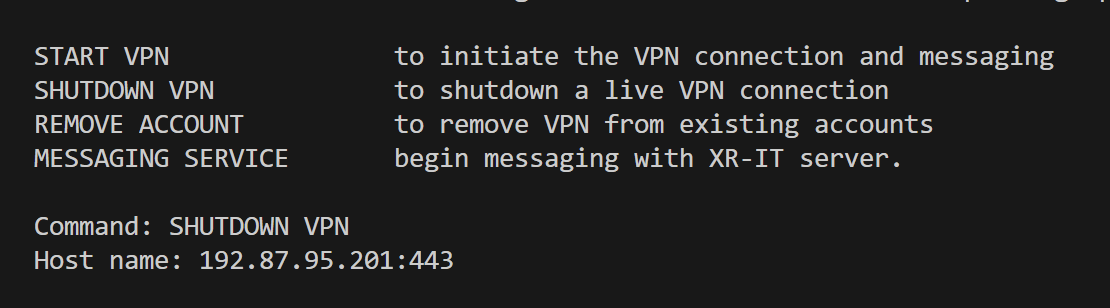 START VPN to initiate the VPN connection and messaging
SHUTDOWN VPN to shutdown a live VPN connection
REMOVE ACCOUNT to remove VPN from existing accounts
MESSAGING SERVICE begin messaging with XR-IT server.
Command: SHUTDOWN VPN
Host name: 192.87.95.201:443